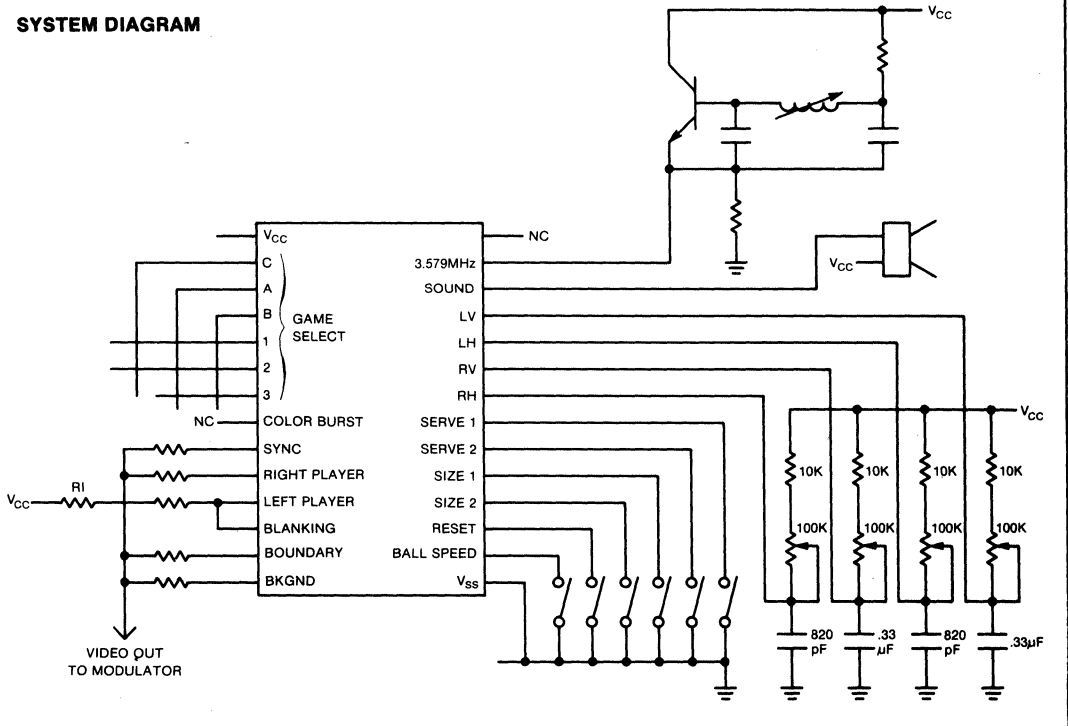 SYSTEM DIAGRAM
VCC
VCC
C
A
B
1
2
3
GAME
SELECT
NC
COLOR BURST
SYNC
RIGHT PLAYER
VCC
R1
LEFT PLAYER
BLANKING
BOUNDARY
BKGND
VIDEO OUT
TO MODULATOR
NC
3.579MHz
SOUND
LV
LH
RV
RH
SERVE 1
SERVE 2
SIZE 1
SIZE 2
RESET
BALL SPEED
VSS
VCC
VCC
10K
10K
10K
10K
100K
100K
100K
100K
820
pF
.33
µF
820
pF
.33µF